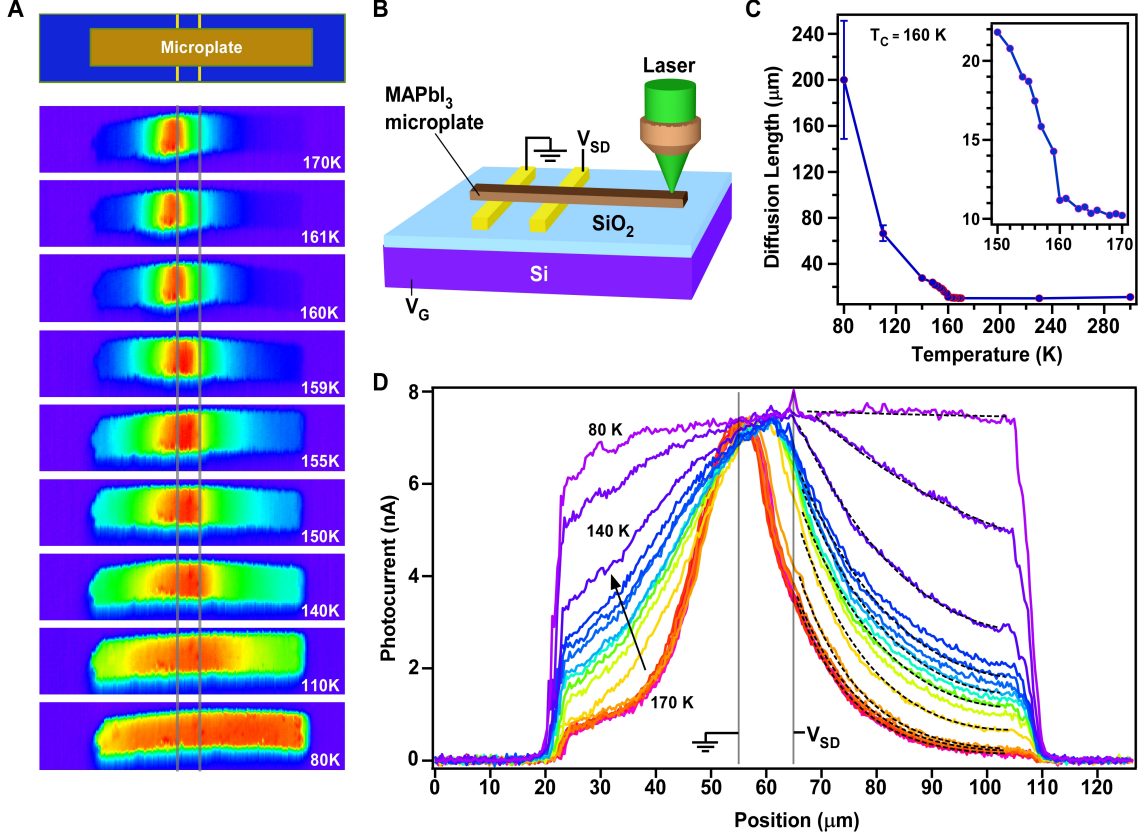 A
Microplate
170K
161K
160K
159K
155K
150K
140K
110K
80K
B
Laser
MAPbI3
microplate
VSD
SiO2
Si
VG
C
TC = 160 K
Diffusion Length (μm)
240
200
160
120
80
40
80
120
160
200
240
280
Temperature (K)
20
15
10
150
160
170
D
Photocurrent (nA)
8
6
4
2
0
80 K
140 K
170 K
VSD
0
10
20
30
40
50
60
70
80
90
100
110
120
Position (μm)